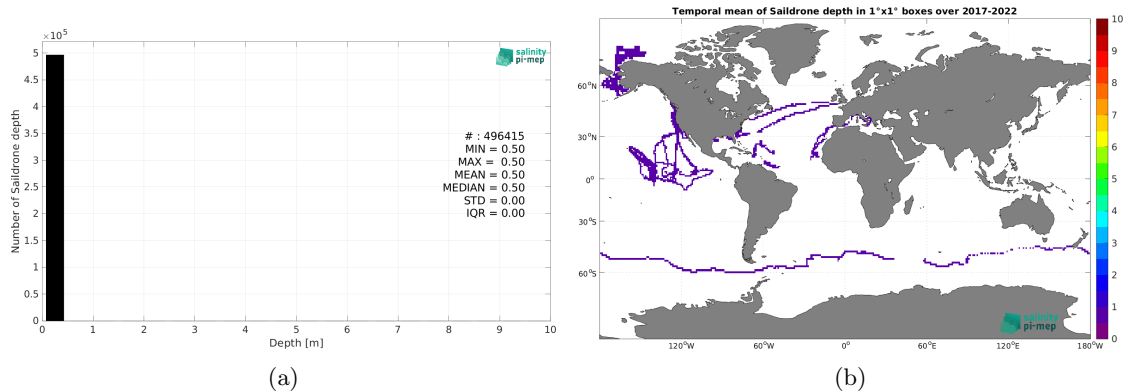 5
x 10⁵
4.5
4
3.5
3
2.5
2
1.5
1
0.5
0
Number of Saildrone depth
salinity
pi-mep
# : 496415
MIN = 0.50
MAX = 0.50
MEAN = 0.50
MEDIAN = 0.50
STD = 0.00
IQR = 0.00
0 1 2 3 4 5 6 7 8 9 10
Depth [m]
(a)
Temporal mean of Saildrone depth in 1°x1° boxes over 2017-2022
60°N
30°N
0°
30°S
60°S
120°W 60°W 0° 60°E 120°E 180°W
salinity
pi-mep
10
9
8
7
6
5
4
3
2
1
0
(b)